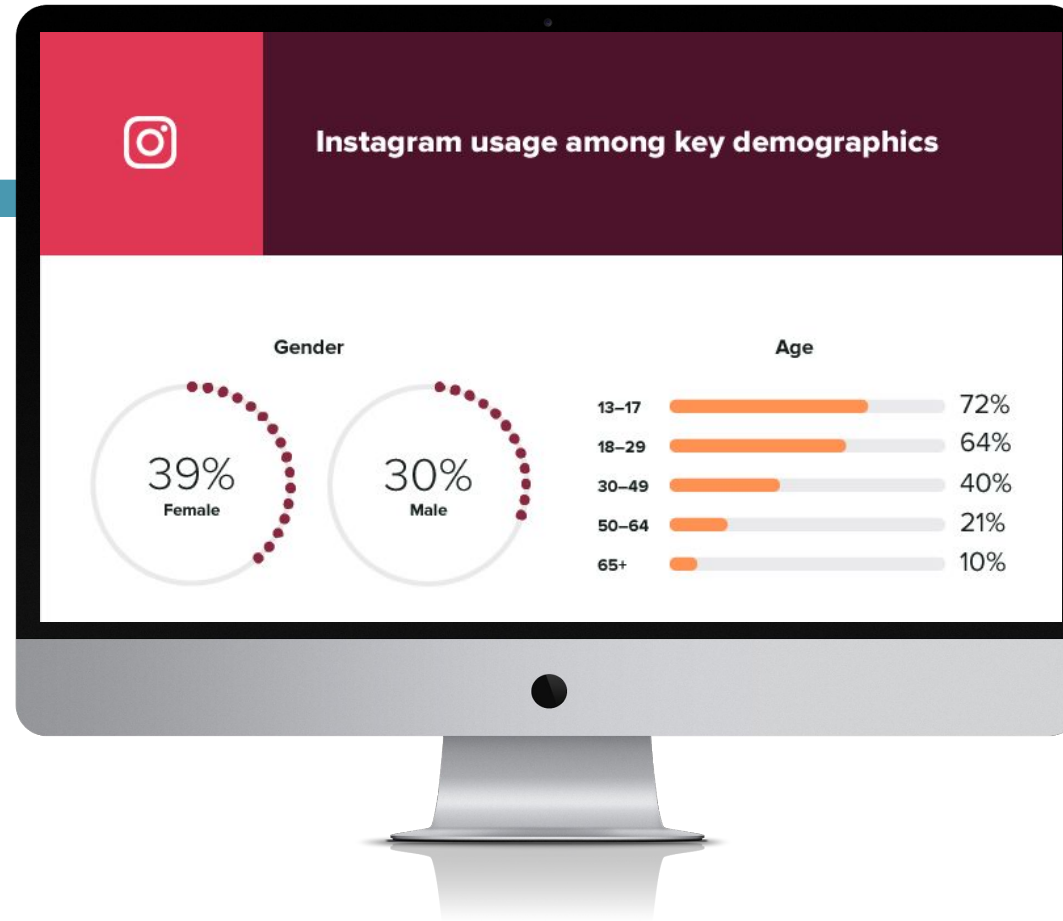 Instagram usage among key demographics
Gender
39%
Female
30%
Male
Age
13–17 72%
18–29 64%
30–49 40%
50–64 21%
65+ 10%